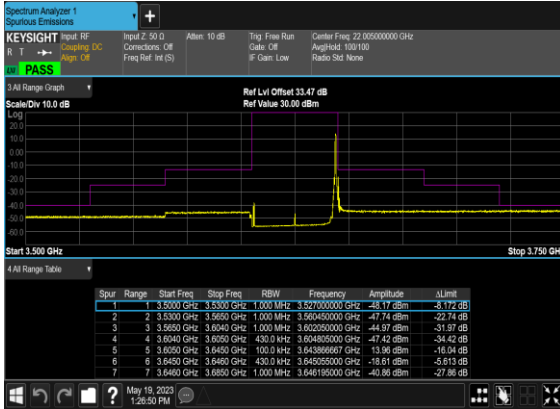 Spectrum Analyzer 1
Spurious Emissions
+
KEYSIGHT Input: RF Input Z: 50 Ω Atten: 10 dB Trig: Free Run Center Freq: 22.005000000 GHz
R T Coupling: DC Corrections: Off Gate: Off Avg|Hold: 100/100
Align: Off Freq Ref: Int (S) IF Gain: Low Radio Std: None
PASS
3 All Range Graph
Ref Lvl Offset 33.47 dB
Scale/Div 10.0 dB Ref Value 30.00 dBm
Log
20.0
10.0
0.00
-10.0
-20.0
-30.0
-40.0
-50.0
-60.0
Start 3.500 GHz Stop 3.750 GH
4 All Range Table
Spur Range Start Freq Stop Freq RBW Frequency Amplitude ΔLimit
1 1 3.5000 GHz 3.5300 GHz 1.000 MHz 3.527000000 GHz -48.17 dBm -8.172 dB
2 2 3.5300 GHz 3.5650 GHz 1.000 MHz 3.560450000 GHz -47.74 dBm -22.74 dB
3 3 3.5650 GHz 3.6040 GHz 1.000 MHz 3.602050000 GHz -44.97 dBm -31.97 dB
4 4 3.6040 GHz 3.6050 GHz 430.0 kHz 3.604805000 GHz -47.42 dBm -34.42 dB
5 5 3.6050 GHz 3.6450 GHz 100.0 kHz 3.643866667 GHz 13.96 dBm -16.04 dB
6 6 3.6450 GHz 3.6460 GHz 430.0 kHz 3.645055000 GHz -18.61 dBm -5.613 dB
7 7 3.6460 GHz 3.6850 GHz 1.000 MHz 3.646195000 GHz -40.86 dBm -27.86 dB
? May 19, 2023
1:26:50 PM